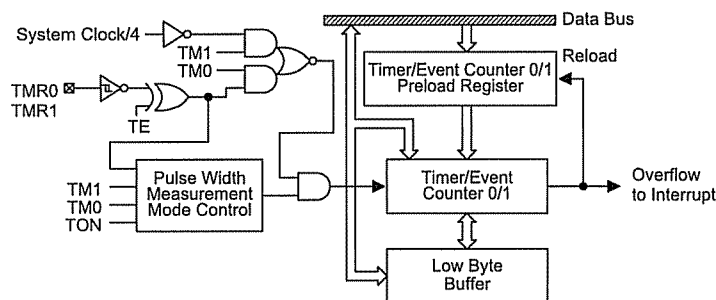 Data Bus
System Clock/4
TM1
TM0
TMR0
TMR1
TE
Timer/Event Counter 0/1
Preload Register
Reload
TM1
TM0
TON
Pulse Width
Measurement
Mode Control
Timer/Event
Counter 0/1
Overflow
to Interrupt
Low Byte
Buffer